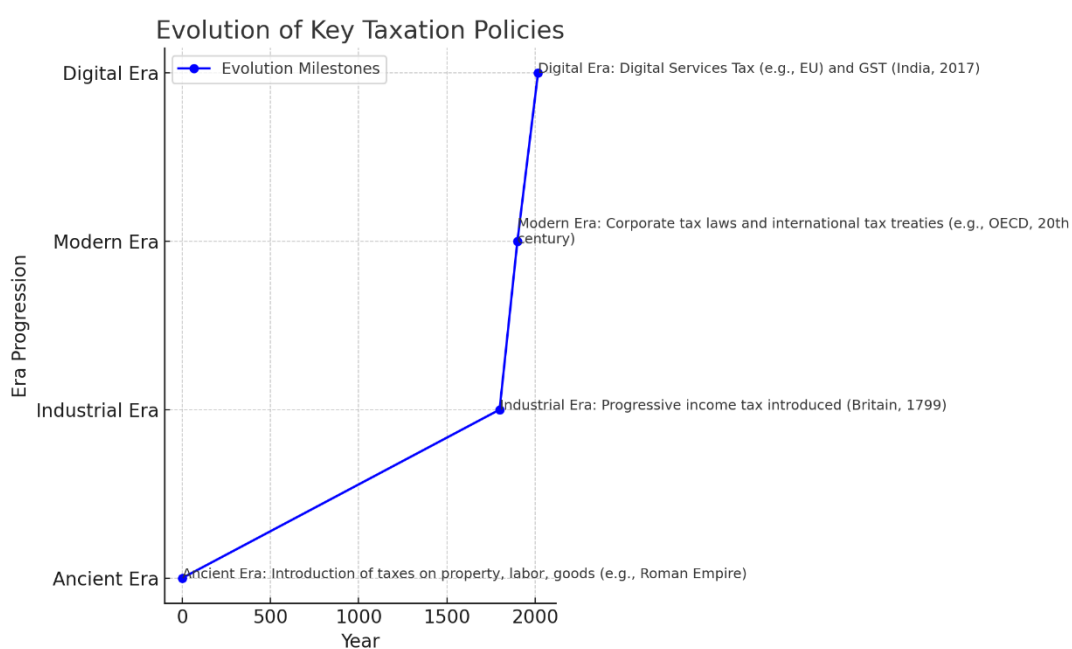 Evolution of Key Taxation Policies
Evolution Milestones
Digital Era
Digital Era: Digital Services Tax (e.g., EU) and GST (India, 2017)
Modern Era
Modern Era: Corporate tax laws and international tax treaties (e.g., OECD, 20th
century)
Era Progression
Industrial Era
Industrial Era: Progressive income tax introduced (Britain, 1799)
Ancient Era
Ancient Era: Introduction of taxes on property, labor, goods (e.g., Roman Empire)
0 500 1000 1500 2000
Year